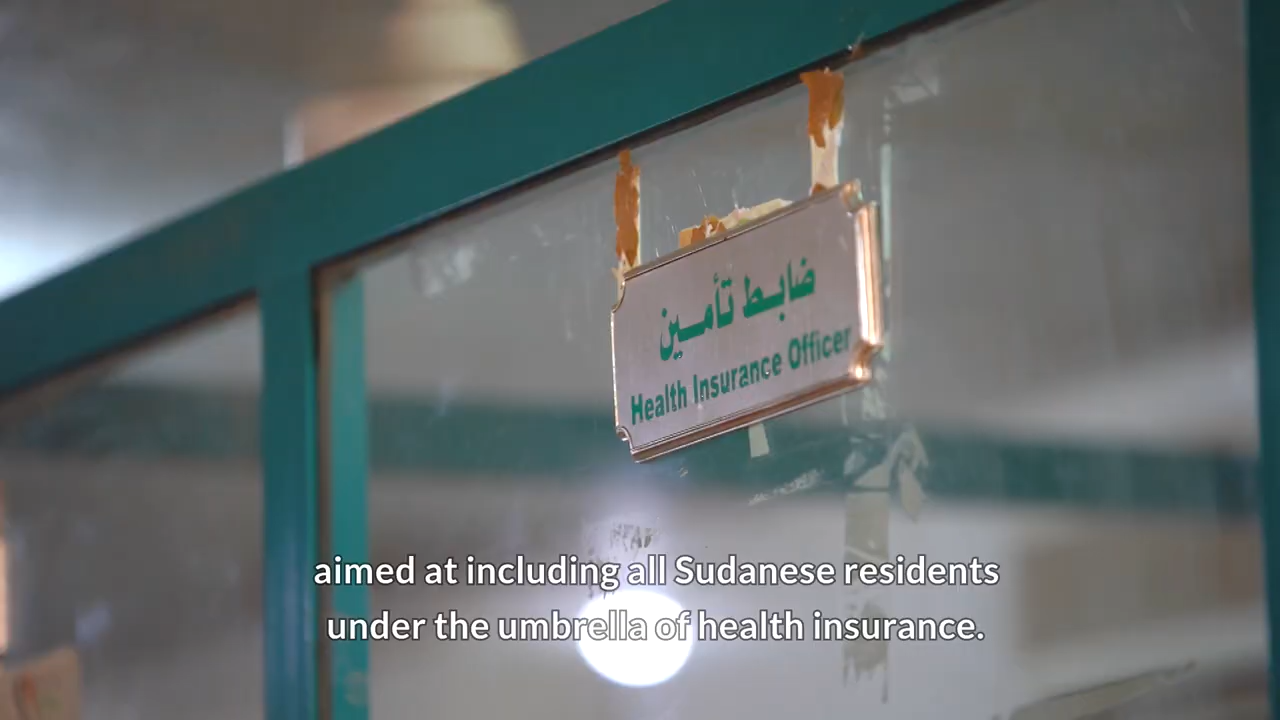 ضابط تأمين
Health Insurance Officer
aimed at including all Sudanese residents
under the umbrella of health insurance.